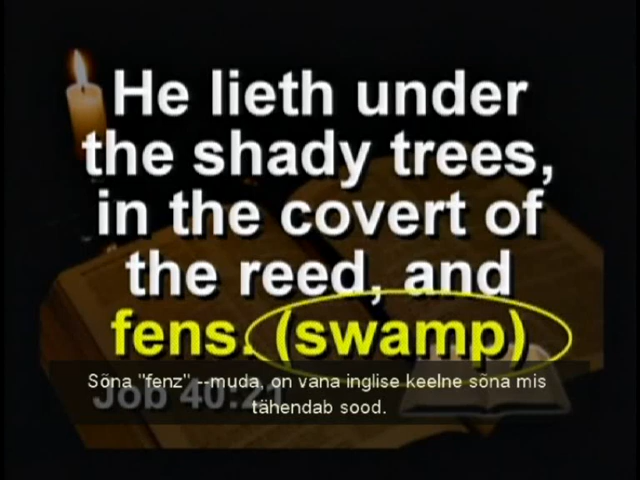 He lieth under
the shady trees,
in the covert of
the reed, and
fens. (swamp)
Sõna "fenz" --muda, on vana inglise keelne sõna mis
tähendab sood.
Job 40:21